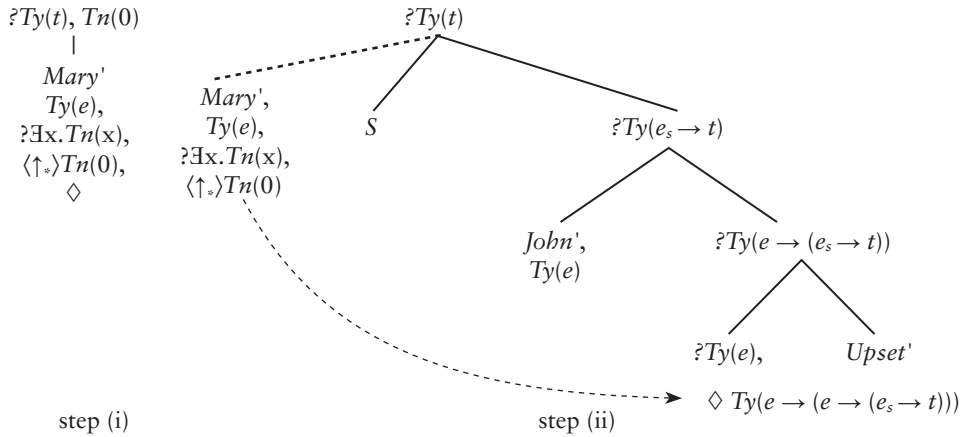 ?Ty(t), Tn(0)
Mary'
Ty(e),
?∃x.Tn(x),
⟨↑*⟩Tn(0),
◊
step (i)
?Ty(t)
Mary',
Ty(e),
?∃x.Tn(x),
⟨↑*⟩Tn(0)
S
?Ty(eₛ → t)
John',
Ty(e)
?Ty(e → (eₛ → t))
?Ty(e),
◊
Upset'
Ty(e → (e → (eₛ → t)))
step (ii)